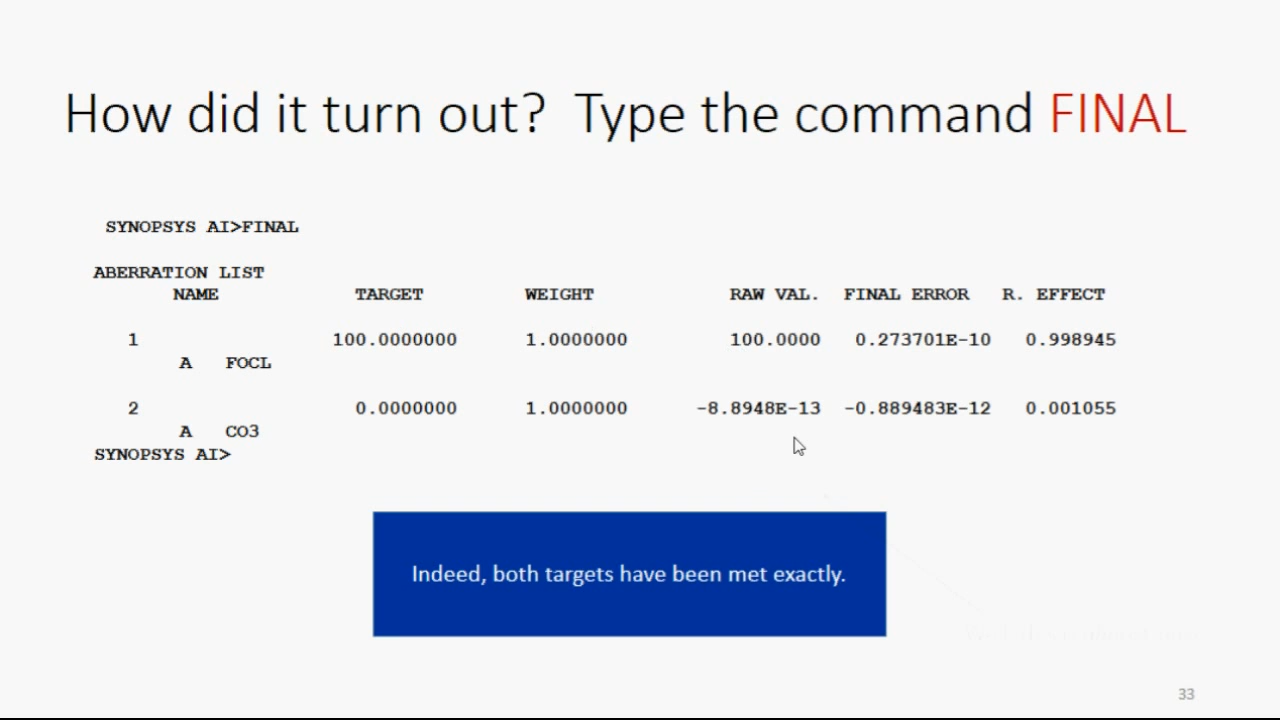 How did it turn out? Type the command FINAL
SYNOPSYS AI>FINAL
ABERRATION LIST
NAME TARGET WEIGHT RAW VAL. FINAL ERROR R. EFFECT
1 100.0000000 1.0000000 100.0000 0.273701E-10 0.998945
A FOCL
2 0.0000000 1.0000000 -8.8948E-13 -0.889483E-12 0.001055
A CO3
SYNOPSYS AI>
Indeed, both targets have been met exactly.
33